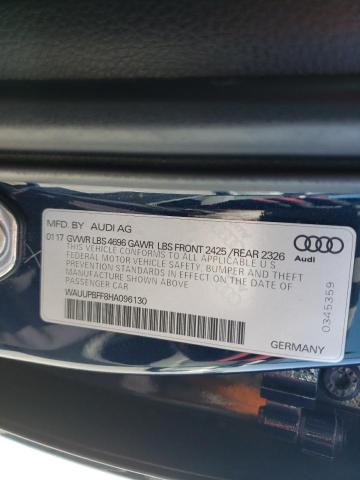 MFD. BY AUDI AG
01 17 GVWR LBS 4696 GAWR LBS FRONT 2425 /REAR 2326
THIS VEHICLE CONFORMS TO ALL APPLICABLE U S
FEDERAL MOTOR VEHICLE SAFETY, BUMPER AND THEFT
PREVENTION STANDARDS IN EFFECT ON THE DATE OF
MANUFACTURE SHOWN ABOVE
PASSENGER CAR
WAUUPBFF8HA096130
Audi
0345359
GERMANY